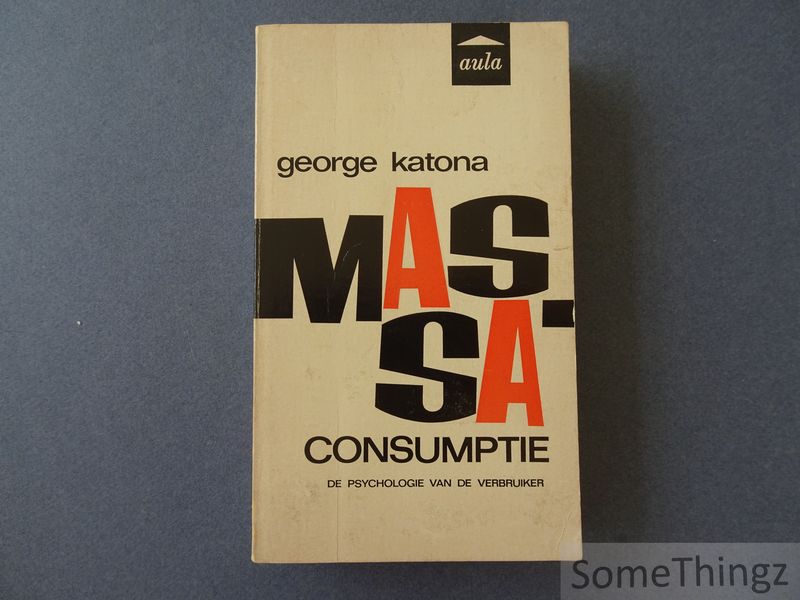 aula
george katona
MAS-
SA
CONSUMPTIE
DE PSYCHOLOGIE VAN DE VERBRUIKER
SomeThingz